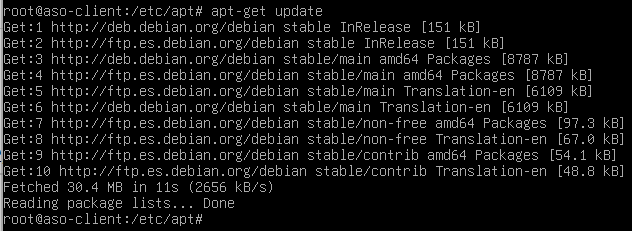 root@aso-client:/etc/apt# apt-get update
Get:1 http://deb.debian.org/debian stable InRelease [151 kB]
Get:2 http://ftp.es.debian.org/debian stable InRelease [151 kB]
Get:3 http://deb.debian.org/debian stable/main amd64 Packages [8787 kB]
Get:4 http://ftp.es.debian.org/debian stable/main amd64 Packages [8787 kB]
Get:5 http://ftp.es.debian.org/debian stable/main Translation-en [6109 kB]
Get:6 http://deb.debian.org/debian stable/main Translation-en [6109 kB]
Get:7 http://ftp.es.debian.org/debian stable/non-free amd64 Packages [97.3 kB]
Get:8 http://ftp.es.debian.org/debian stable/non-free Translation-en [67.0 kB]
Get:9 http://ftp.es.debian.org/debian stable/contrib amd64 Packages [54.1 kB]
Get:10 http://ftp.es.debian.org/debian stable/contrib Translation-en [48.8 kB]
Fetched 30.4 MB in 11s (2656 kB/s)
Reading package lists... Done
root@aso-client:/etc/apt#